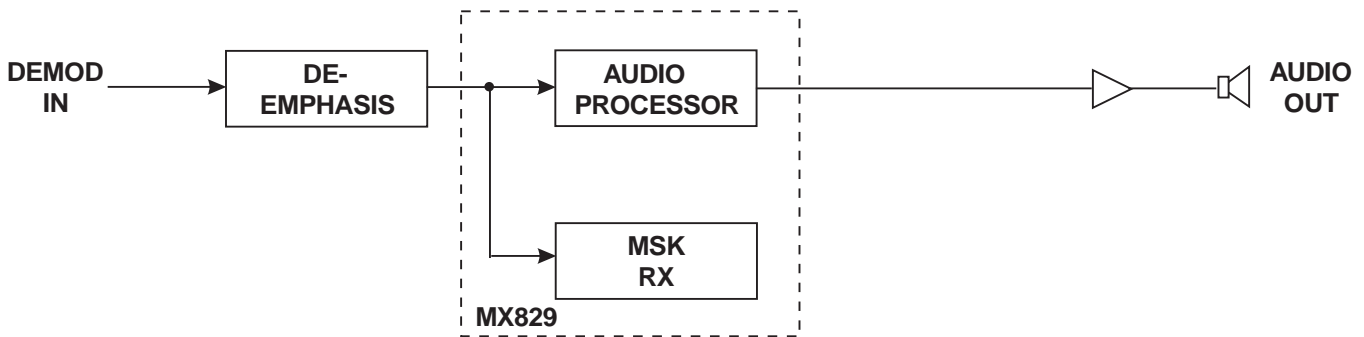 DEMOD
IN
DE-
EMPHASIS
AUDIO
PROCESSOR
AUDIO
OUT
MSK
RX
MX829